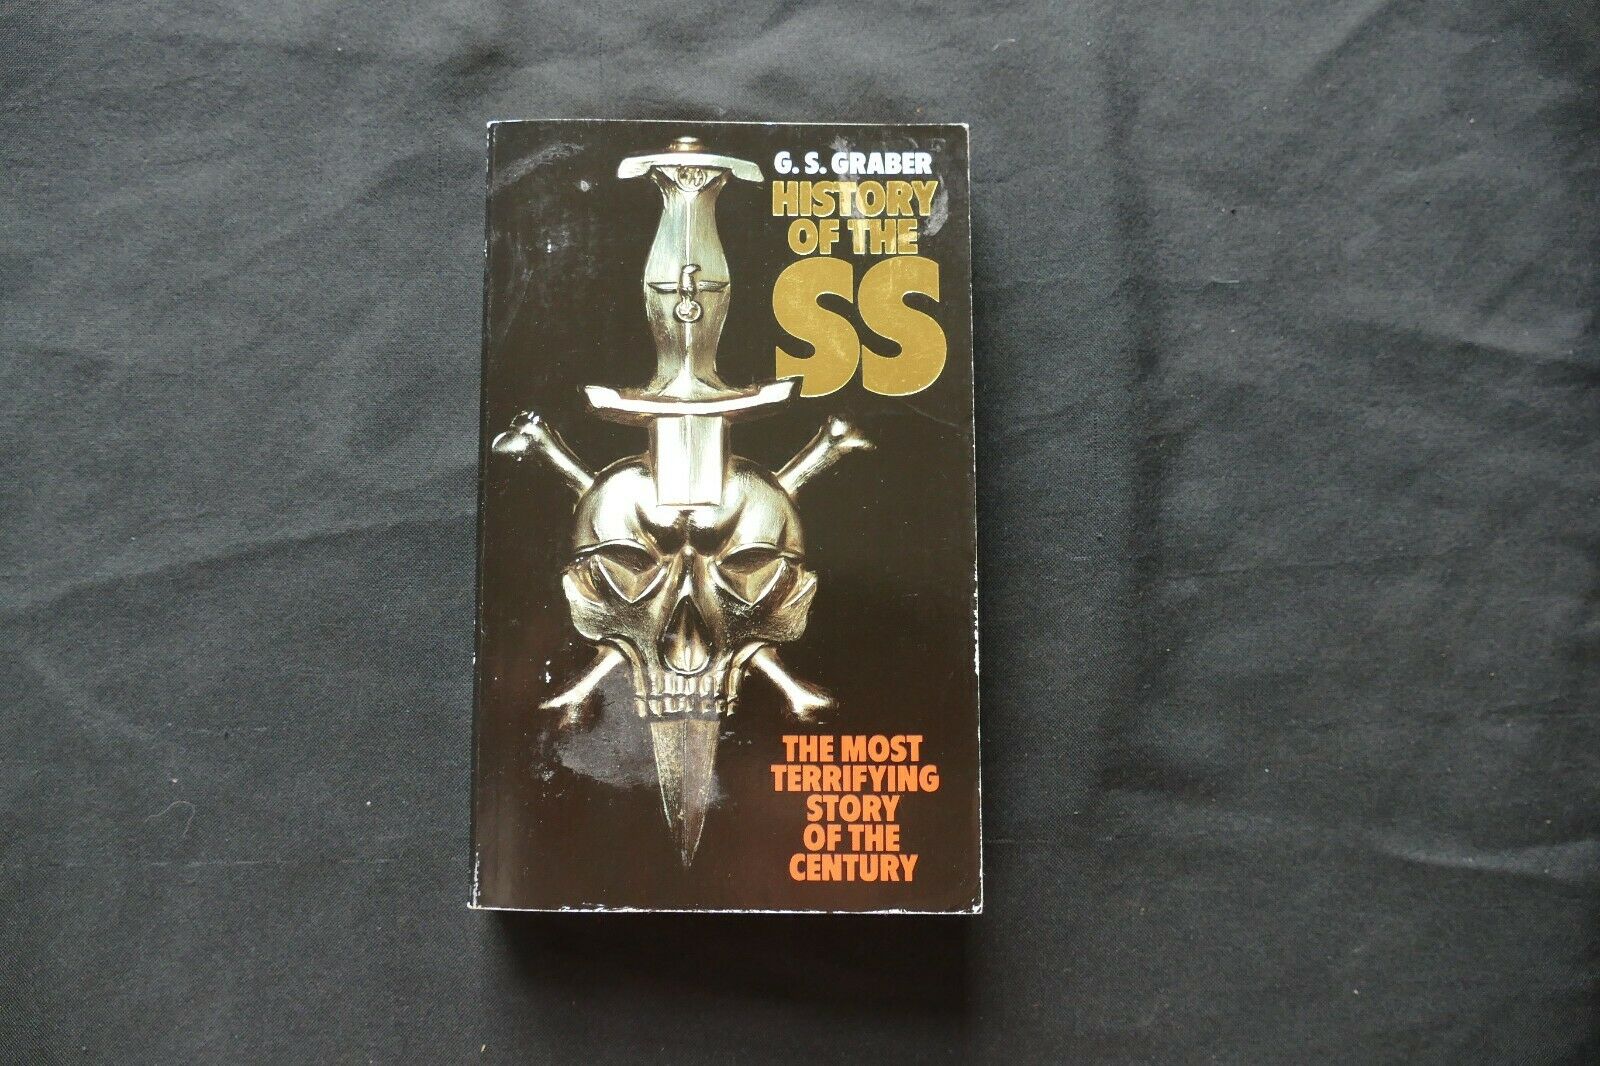 G. S. GRABER
HISTORY
OF THE
SS
THE MOST
TERRIFYING
STORY
OF THE
CENTURY